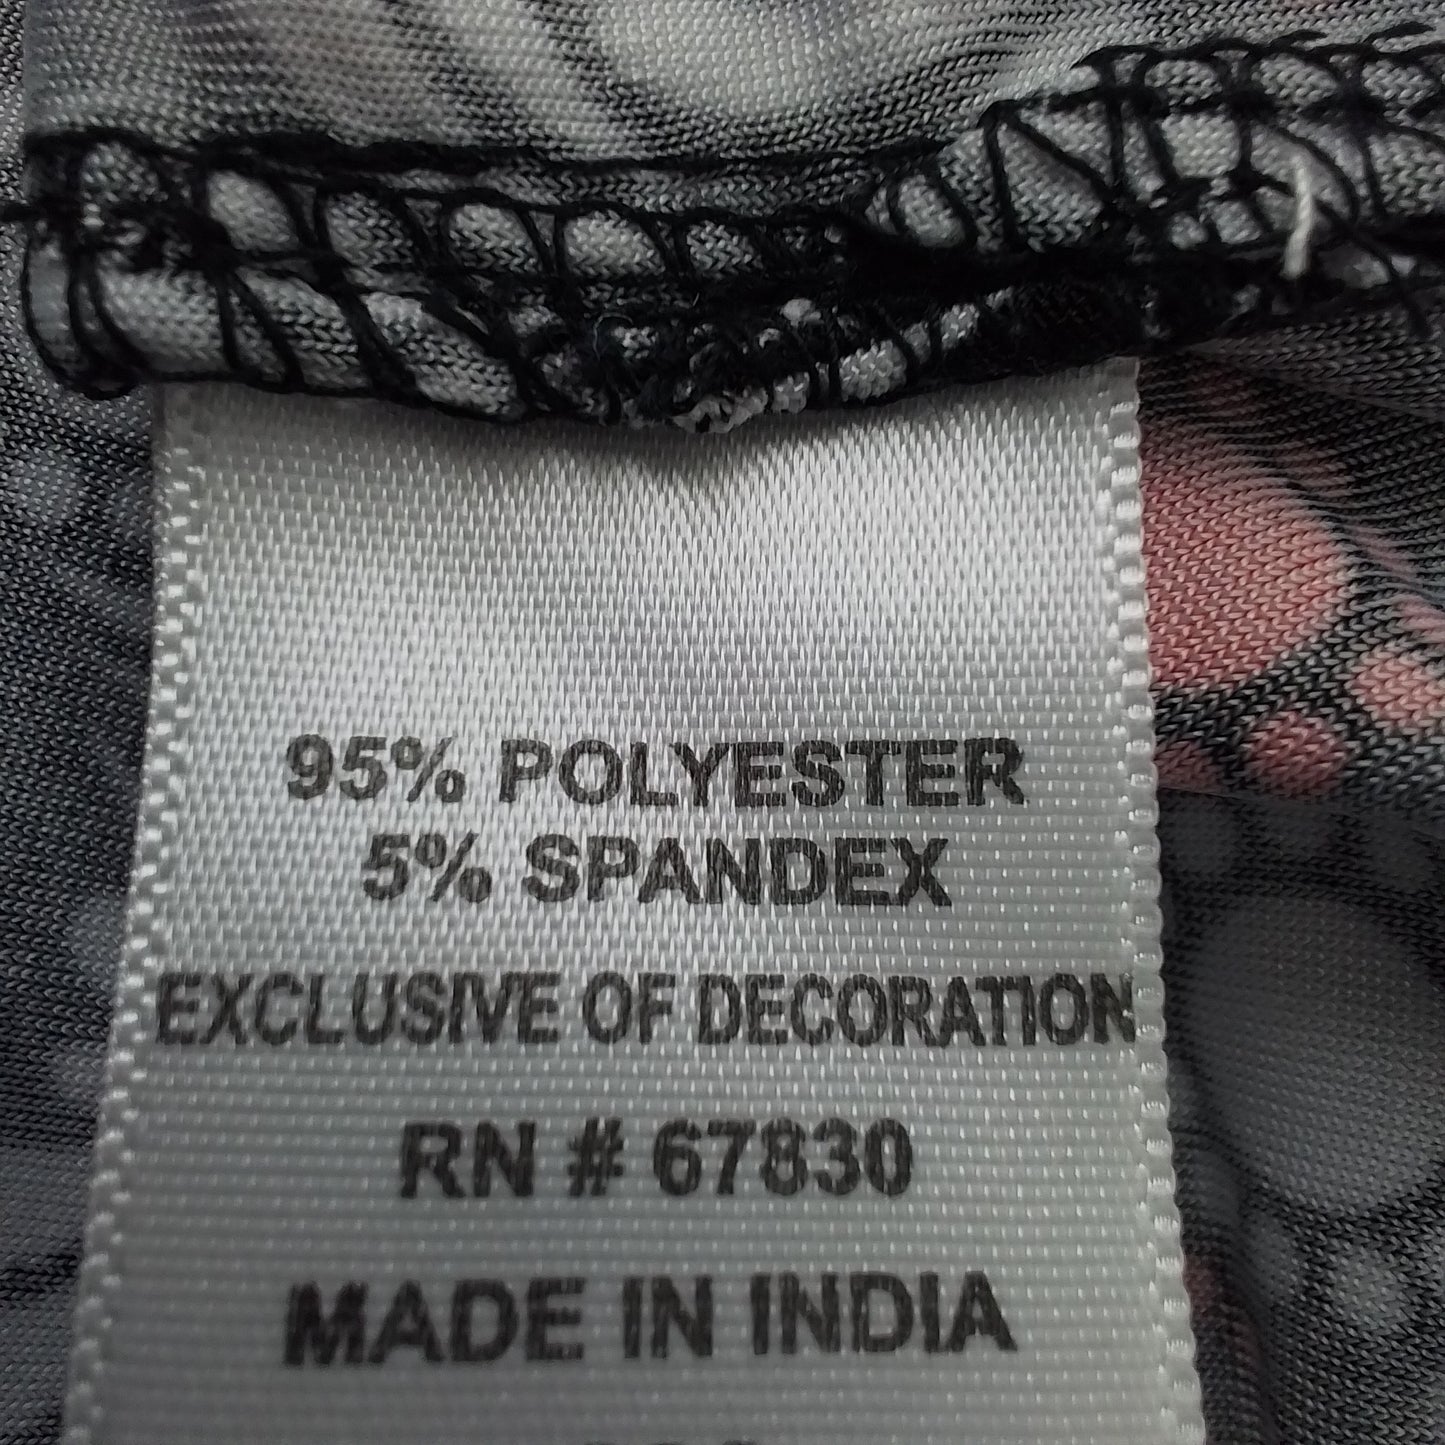 95% POLYESTER
5% SPANDEX
EXCLUSIVE OF DECORATION
RN # 67830
MADE IN INDIA